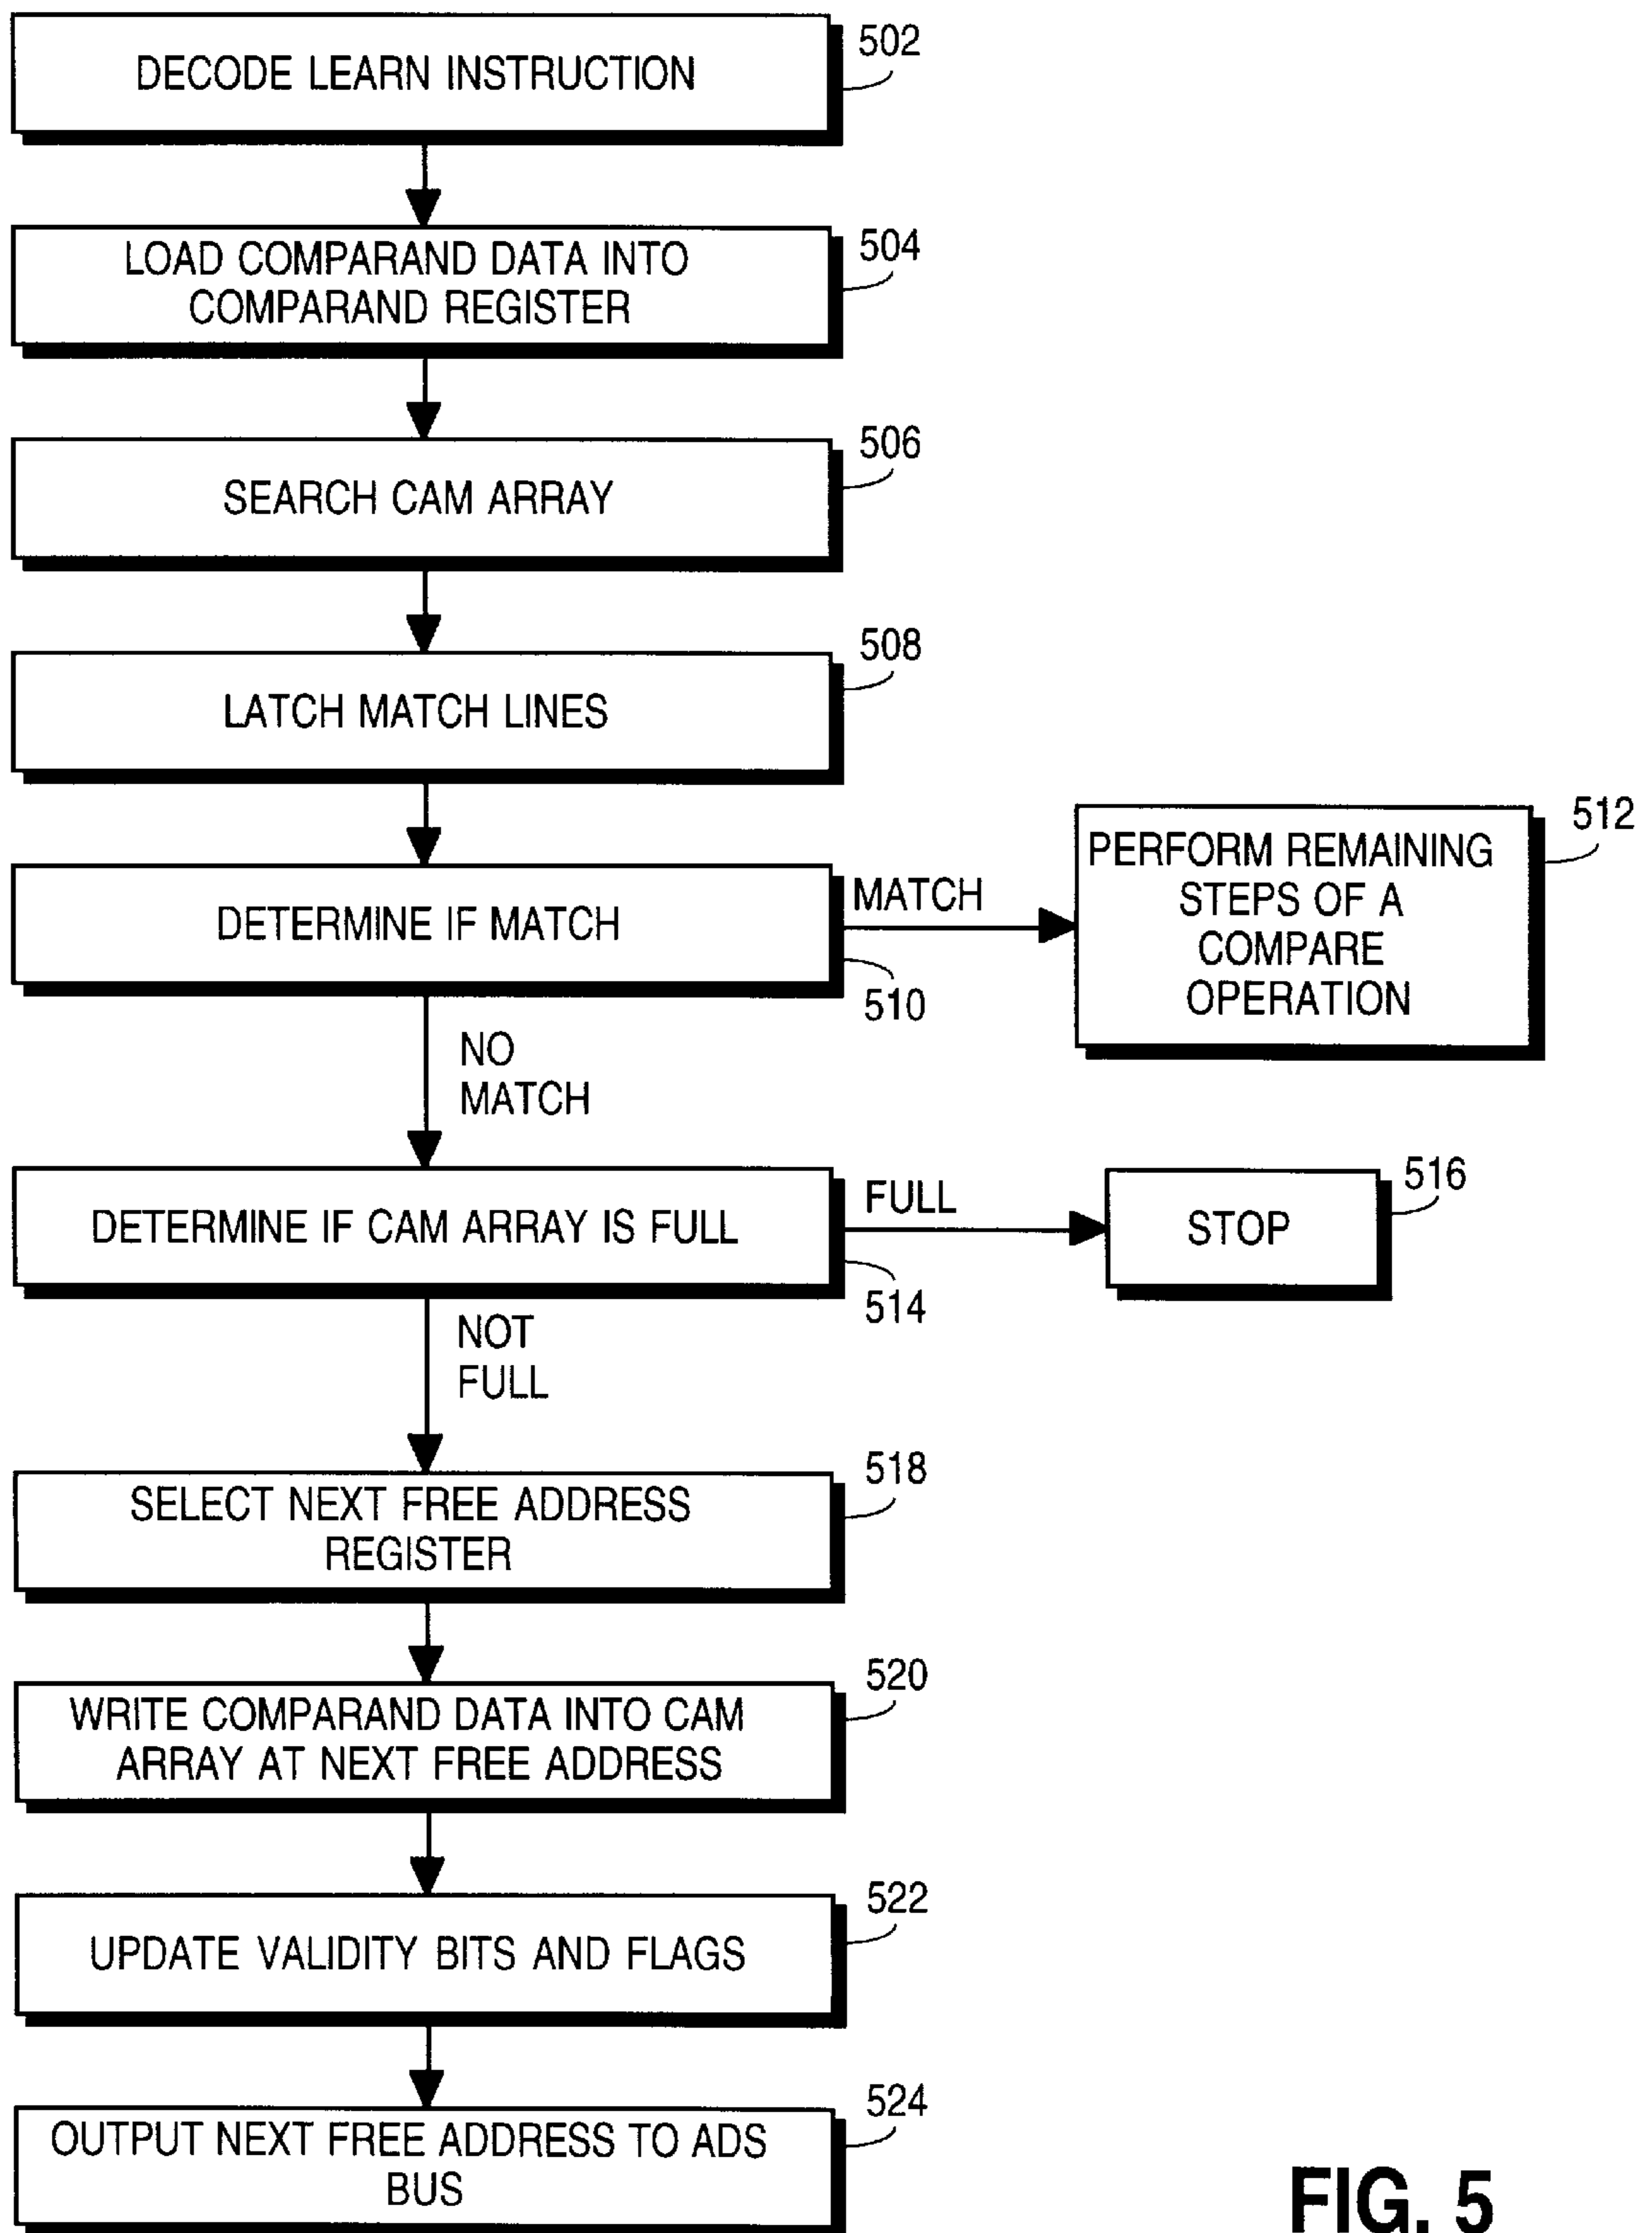 DECODE LEARN INSTRUCTION
502
LOAD COMPARAND DATA INTO
COMPARAND REGISTER
504
SEARCH CAM ARRAY
506
LATCH MATCH LINES
508
DETERMINE IF MATCH
510
MATCH
PERFORM REMAINING
STEPS OF A
COMPARE
OPERATION
512
NO
MATCH
DETERMINE IF CAM ARRAY IS FULL
514
FULL
STOP
516
NOT
FULL
SELECT NEXT FREE ADDRESS
REGISTER
518
WRITE COMPARAND DATA INTO CAM
ARRAY AT NEXT FREE ADDRESS
520
UPDATE VALIDITY BITS AND FLAGS
522
OUTPUT NEXT FREE ADDRESS TO ADS
BUS
524
FIG. 5